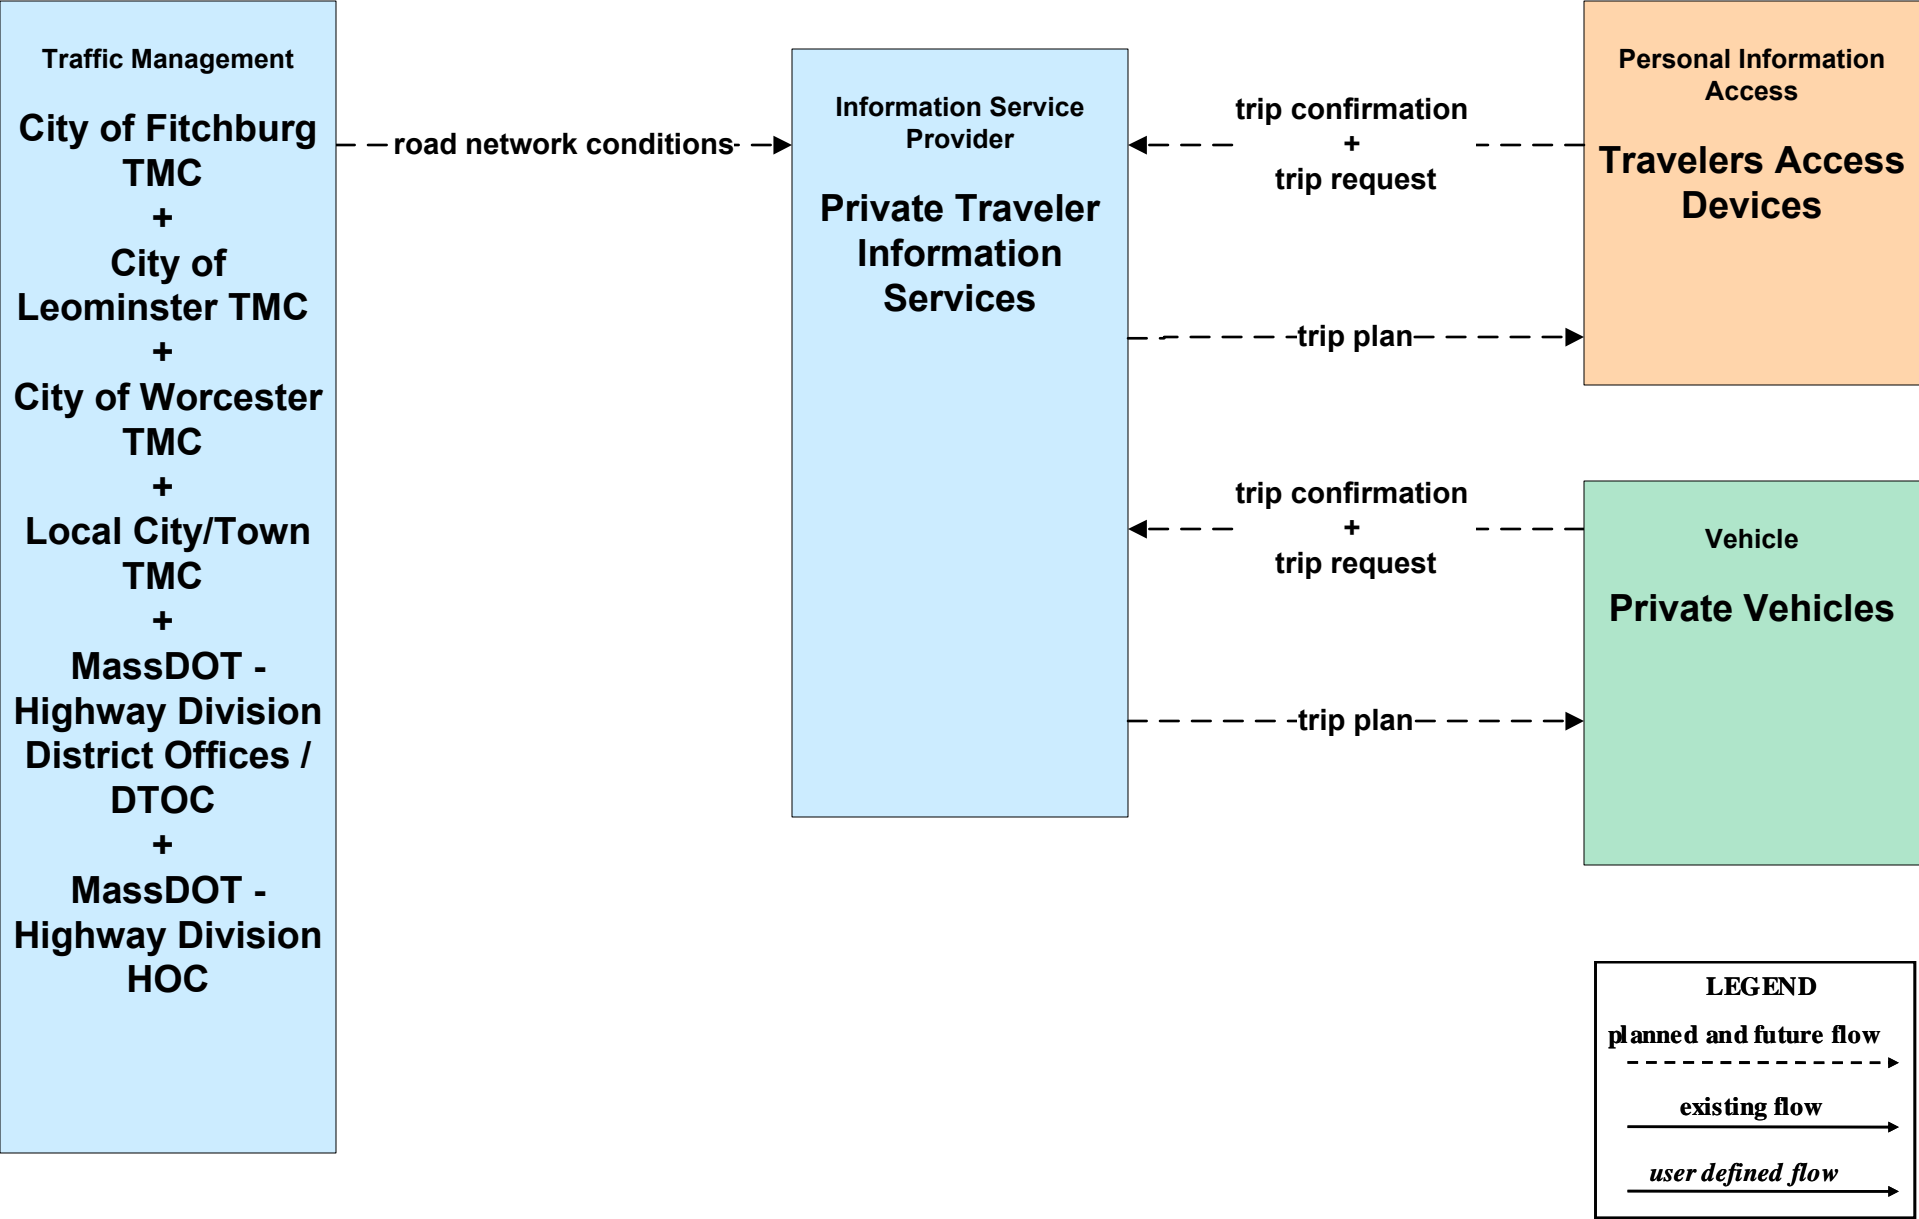 Traffic Management
City of Fitchburg
TMC
+
City of
Leominster TMC
+
City of Worcester
TMC
+
Local City/Town
TMC
+
MassDOT -
Highway Division
District Offices /
DTOC
+
MassDOT -
Highway Division
HOC
road network conditions
Information Service
Provider
Private Traveler
Information
Services
trip confirmation
+
trip request
trip plan
trip confirmation
+
trip request
trip plan
Personal Information
Access
Travelers Access
Devices
Vehicle
Private Vehicles
LEGEND
planned and future flow
existing flow
user defined flow